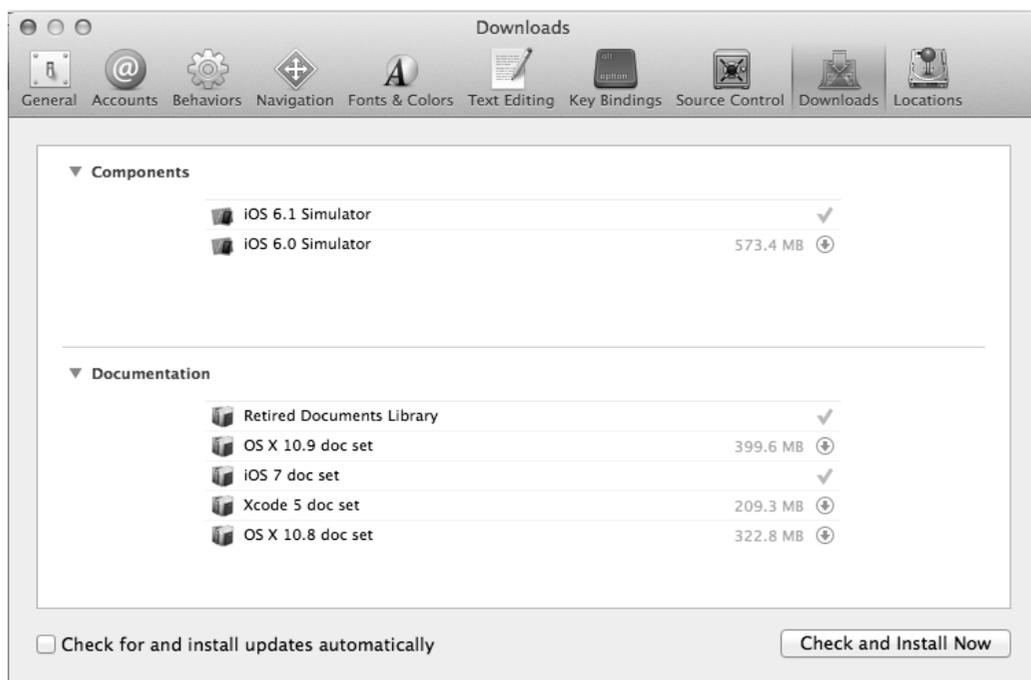 Downloads
General Accounts Behaviors Navigation Fonts & Colors Text Editing Key Bindings Source Control Downloads Locations
alt
option
Components
iOS 6.1 Simulator
iOS 6.0 Simulator 573.4 MB
Documentation
Retired Documents Library
OS X 10.9 doc set 399.6 MB
iOS 7 doc set
Xcode 5 doc set 209.3 MB
OS X 10.8 doc set 322.8 MB
Check for and install updates automatically
Check and Install Now